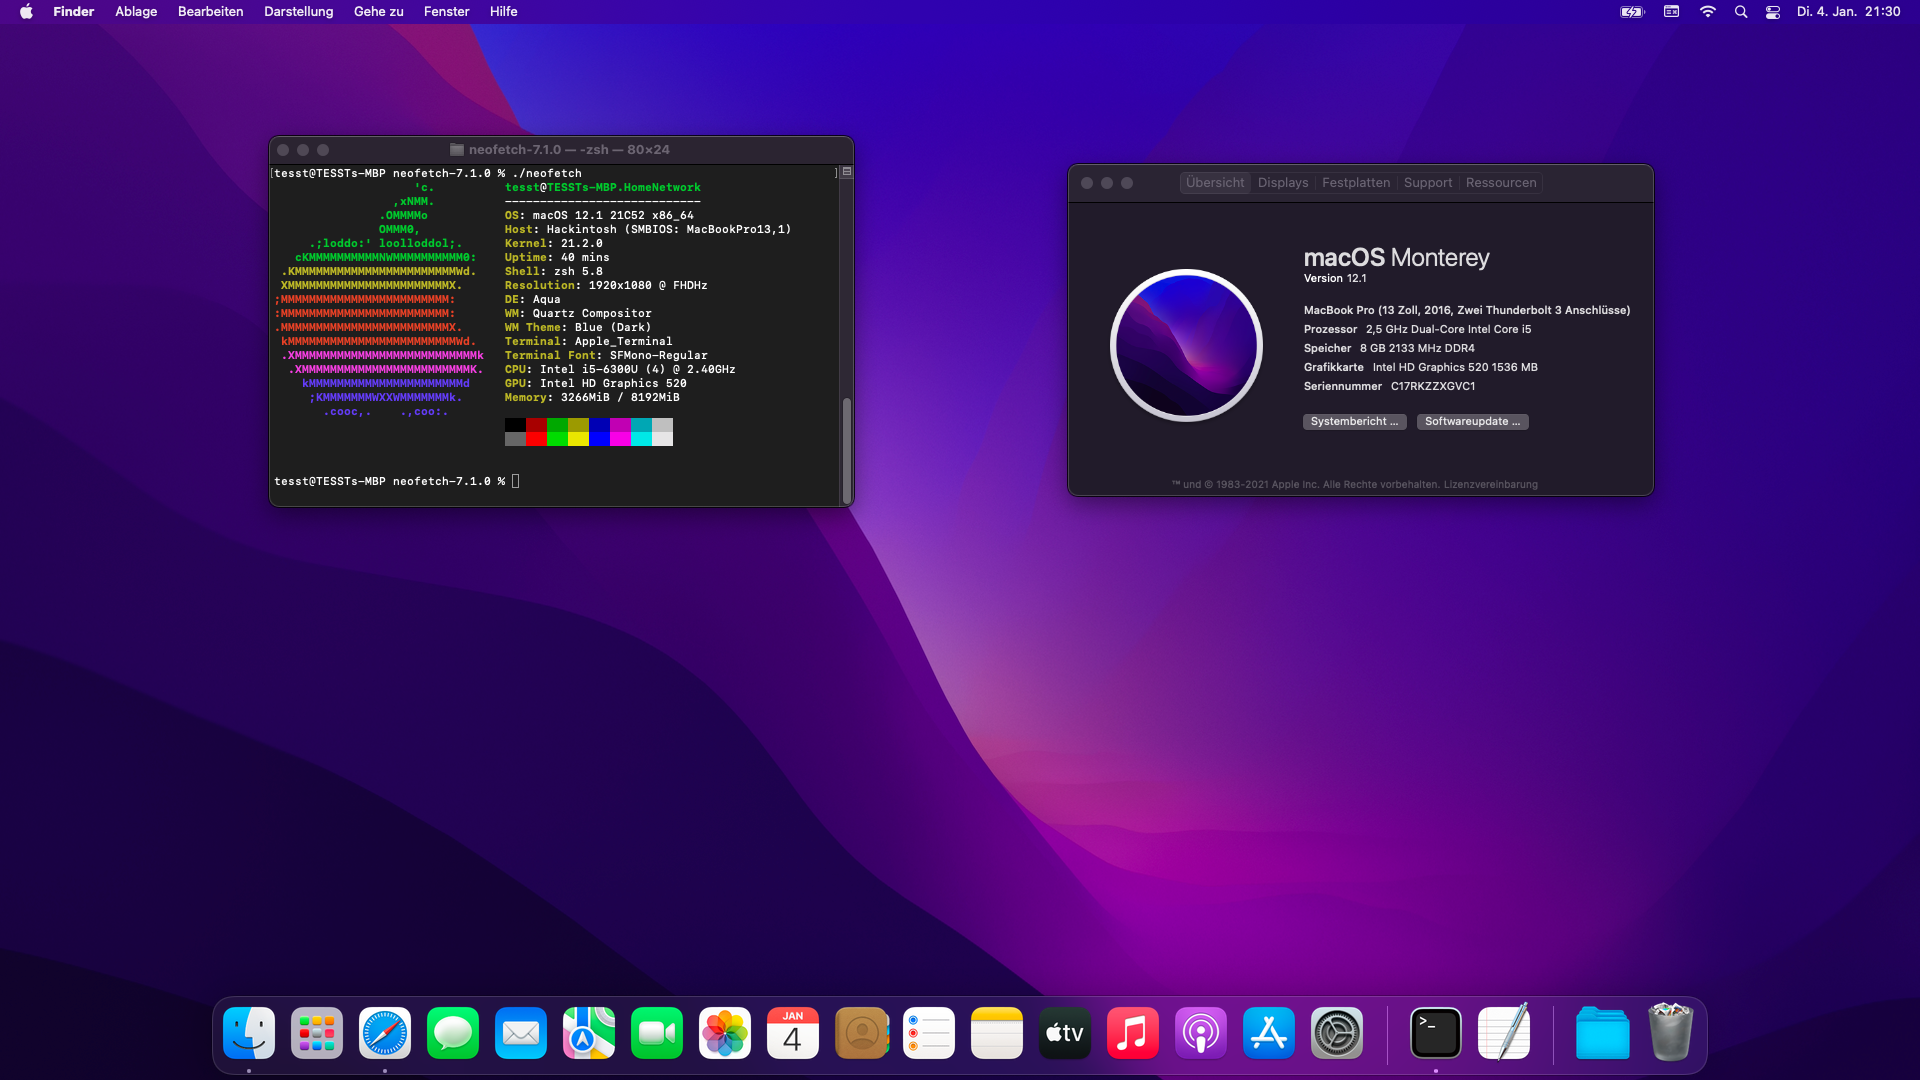 Finder Ablage Bearbeiten Darstellung Gehe zu Fenster Hilfe Di. 4. Jan. 21:30
neofetch-7.1.0 — -zsh — 80×24
[tesst@TESSTs-MBP neofetch-7.1.0 % ./neofetch ]
'c. tesst@TESSTs-MBP.HomeNetwork
,xNMM. ----------------------------
.OMMMMo OS: macOS 12.1 21C52 x86_64
OMMM0, Host: Hackintosh (SMBIOS: MacBookPro13,1)
.;loddo:' loolloddol;. Kernel: 21.2.0
cKMMMMMMMMMMNWMMMMMMMMMM0: Uptime: 40 mins
.KMMMMMMMMMMMMMMMMMMMMMMMWd. Shell: zsh 5.8
XMMMMMMMMMMMMMMMMMMMMMMMX. Resolution: 1920x1080 @ FHDHz
;MMMMMMMMMMMMMMMMMMMMMMMM: DE: Aqua
:MMMMMMMMMMMMMMMMMMMMMMMM: WM: Quartz Compositor
.MMMMMMMMMMMMMMMMMMMMMMMMX. WM Theme: Blue (Dark)
kMMMMMMMMMMMMMMMMMMMMMMMMWd. Terminal: Apple_Terminal
.XMMMMMMMMMMMMMMMMMMMMMMMMMMk Terminal Font: SFMono-Regular
.XMMMMMMMMMMMMMMMMMMMMMMMMK. CPU: Intel i5-6300U (4) @ 2.40GHz
kMMMMMMMMMMMMMMMMMMMMMMd GPU: Intel HD Graphics 520
;KMMMMMMMWXXWMMMMMMMk. Memory: 3266MiB / 8192MiB
.cooc,. .,coo:.
tesst@TESSTs-MBP neofetch-7.1.0 %
Übersicht Displays Festplatten Support Ressourcen
macOS Monterey
Version 12.1
MacBook Pro (13 Zoll, 2016, Zwei Thunderbolt 3 Anschlüsse)
Prozessor 2,5 GHz Dual-Core Intel Core i5
Speicher 8 GB 2133 MHz DDR4
Grafikkarte Intel HD Graphics 520 1536 MB
Seriennummer C17RKZZXGVC1
Systembericht ... Softwareupdate ...
™ und © 1983-2021 Apple Inc. Alle Rechte vorbehalten. Lizenzvereinbarung
JAN
4
tv
>_